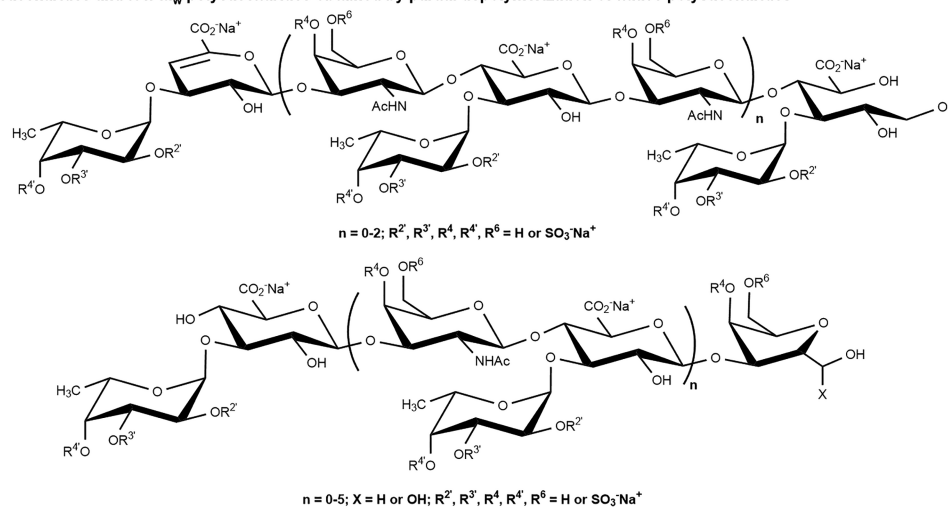 CO₂⁻Na⁺ R⁴O OR⁶ CO₂⁻Na⁺ R⁴O OR⁶ CO₂⁻Na⁺
O O O O O O O OH
O OH O AcHN O OH O AcHN n O OH O
H₃C O OR²' H₃C O OR²' H₃C O OR²'
R⁴'O OR³' R⁴'O OR³' R⁴'O OR³'
n = 0-2; R²', R³', R⁴, R⁴', R⁶ = H or SO₃⁻Na⁺
CO₂⁻Na⁺ R⁴O OR⁶ CO₂⁻Na⁺ R⁴O OR⁶
HO O O O O O OH
O OH O NHAc O OH n O X
H₃C O OR²' H₃C O OR²'
R⁴'O OR³' R⁴'O OR³'
n = 0-5; X = H or OH; R²', R³', R⁴, R⁴', R⁶ = H or SO₃⁻Na⁺